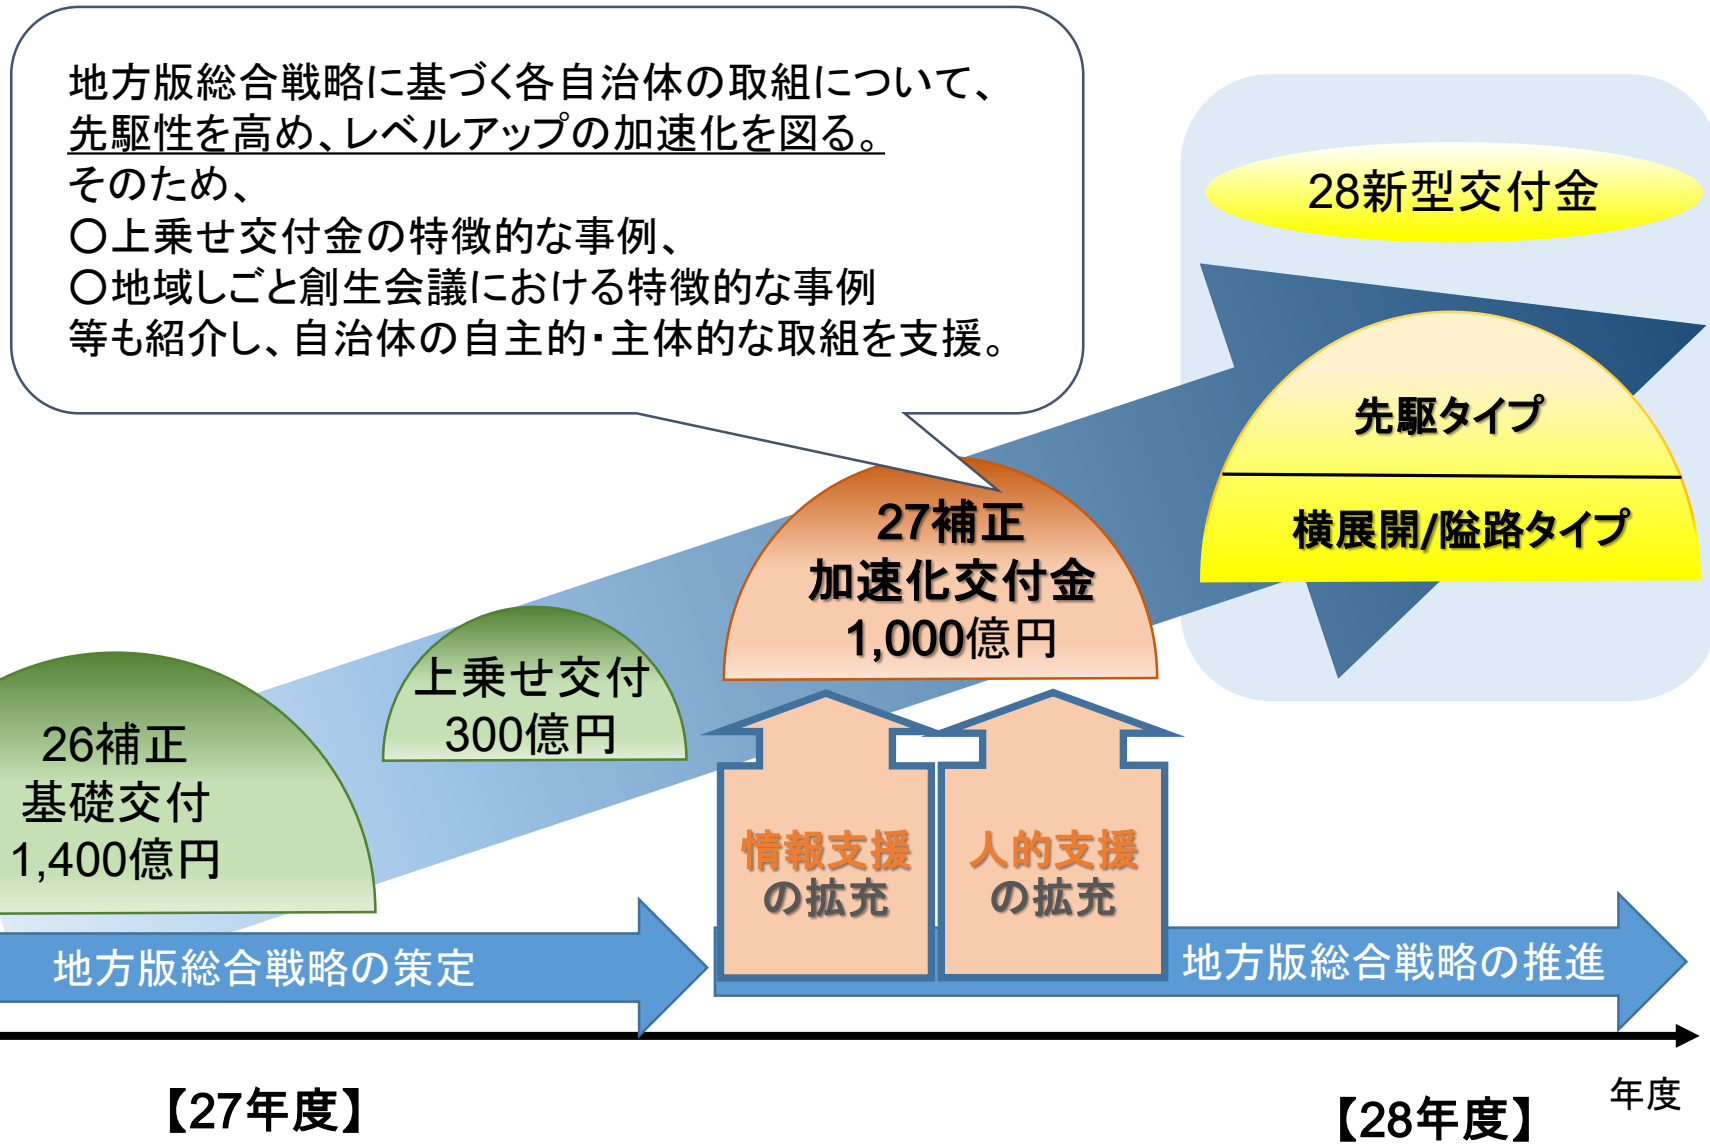 地方版総合戦略に基づく各自治体の取組について、
先駆性を高め、レベルアップの加速化を図る。
そのため、
○上乗せ交付金の特徴的な事例、
○地域しごと創生会議における特徴的な事例
等も紹介し、自治体の自主的・主体的な取組を支援。
28新型交付金
先駆タイプ
横展開/隘路タイプ
27補正
加速化交付金
1,000億円
上乗せ交付
300億円
26補正
基礎交付
1,400億円
情報支援
の拡充
人的支援
の拡充
地方版総合戦略の策定
地方版総合戦略の推進
【27年度】
【28年度】
年度